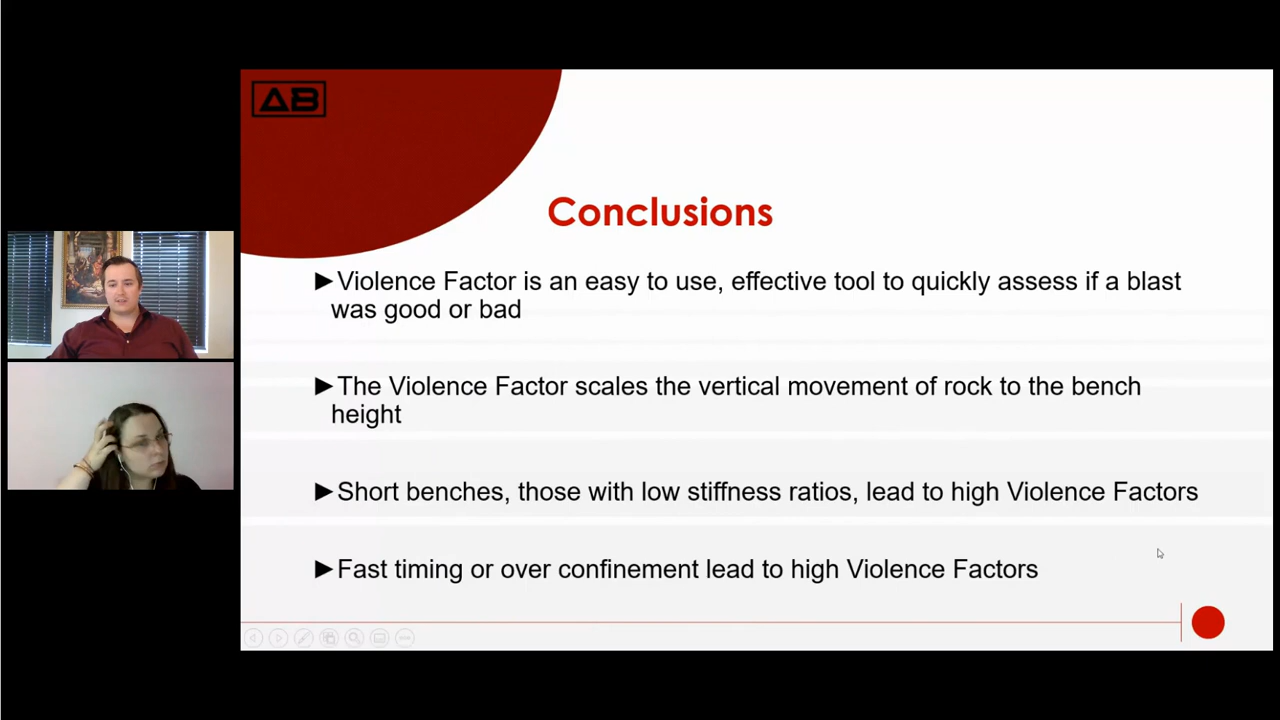 AB
Conclusions
►Violence Factor is an easy to use, effective tool to quickly assess if a blast
was good or bad
►The Violence Factor scales the vertical movement of rock to the bench
height
►Short benches, those with low stiffness ratios, lead to high Violence Factors
►Fast timing or over confinement lead to high Violence Factors